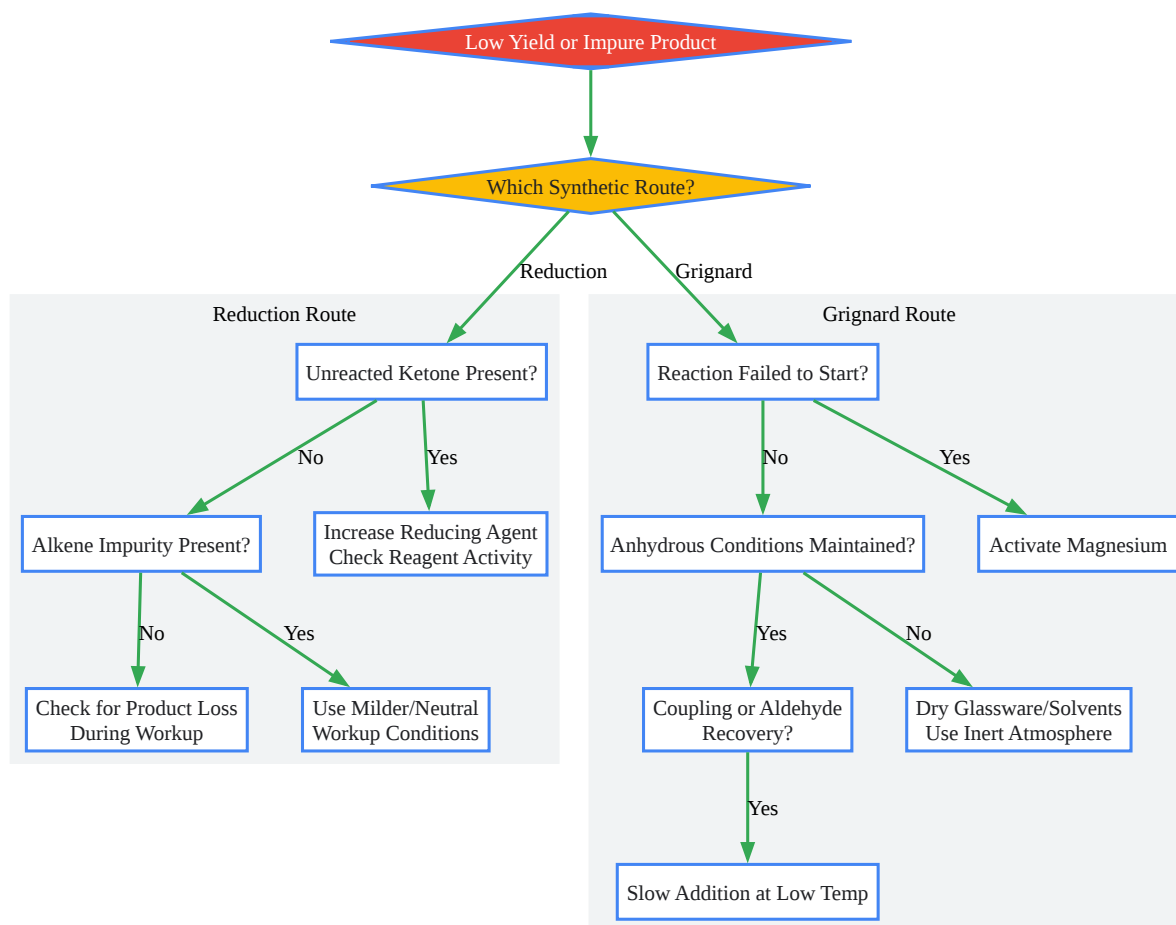 Low Yield or Impure Product
Which Synthetic Route?
Reduction
Grignard
Reduction Route
Grignard Route
Unreacted Ketone Present?
Reaction Failed to Start?
No
Yes
No
Yes
Alkene Impurity Present?
Increase Reducing Agent
Check Reagent Activity
Anhydrous Conditions Maintained?
Activate Magnesium
No
Yes
Yes
No
Check for Product Loss
During Workup
Use Milder/Neutral
Workup Conditions
Coupling or Aldehyde
Recovery?
Dry Glassware/Solvents
Use Inert Atmosphere
Yes
Slow Addition at Low Temp